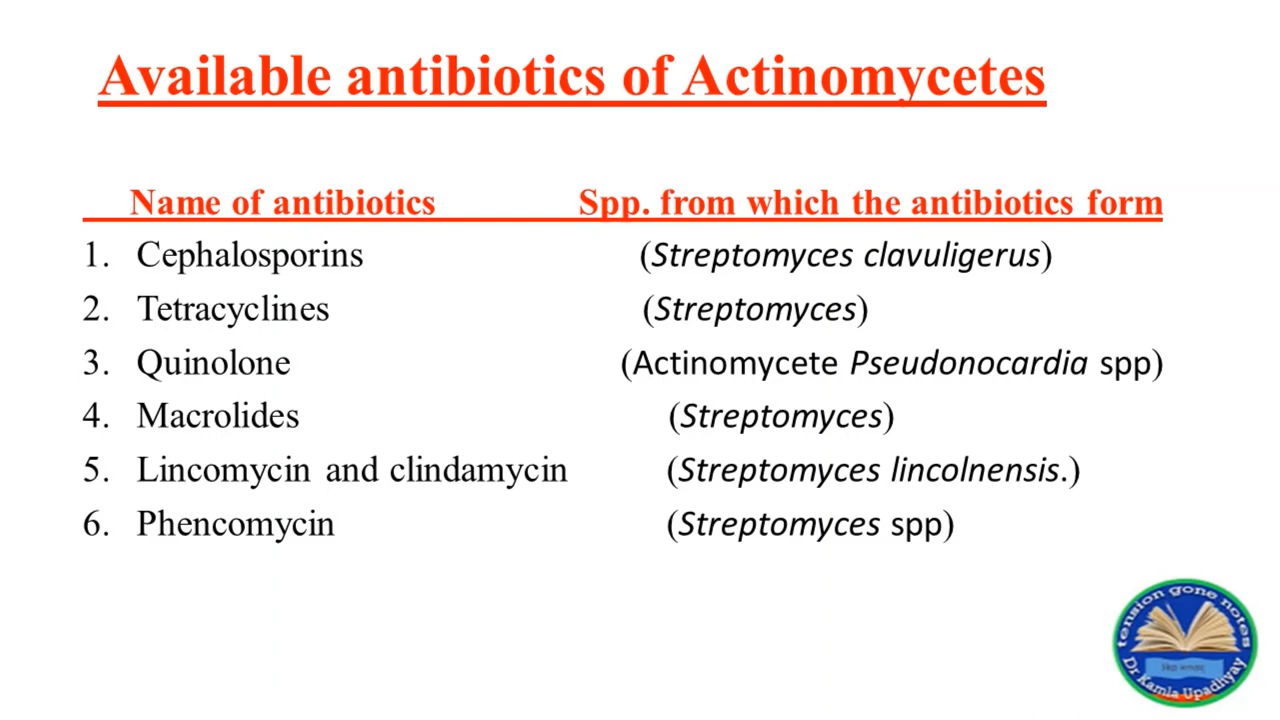 Available antibiotics of Actinomycetes
Name of antibiotics Spp. from which the antibiotics form
1. Cephalosporins (Streptomyces clavuligerus)
2. Tetracyclines (Streptomyces)
3. Quinolone (Actinomycete Pseudonocardia spp)
4. Macrolides (Streptomyces)
5. Lincomycin and clindamycin (Streptomyces lincolnensis.)
6. Phencomycin (Streptomyces spp)
tension gone notes
Dr Kamla Upadhyay